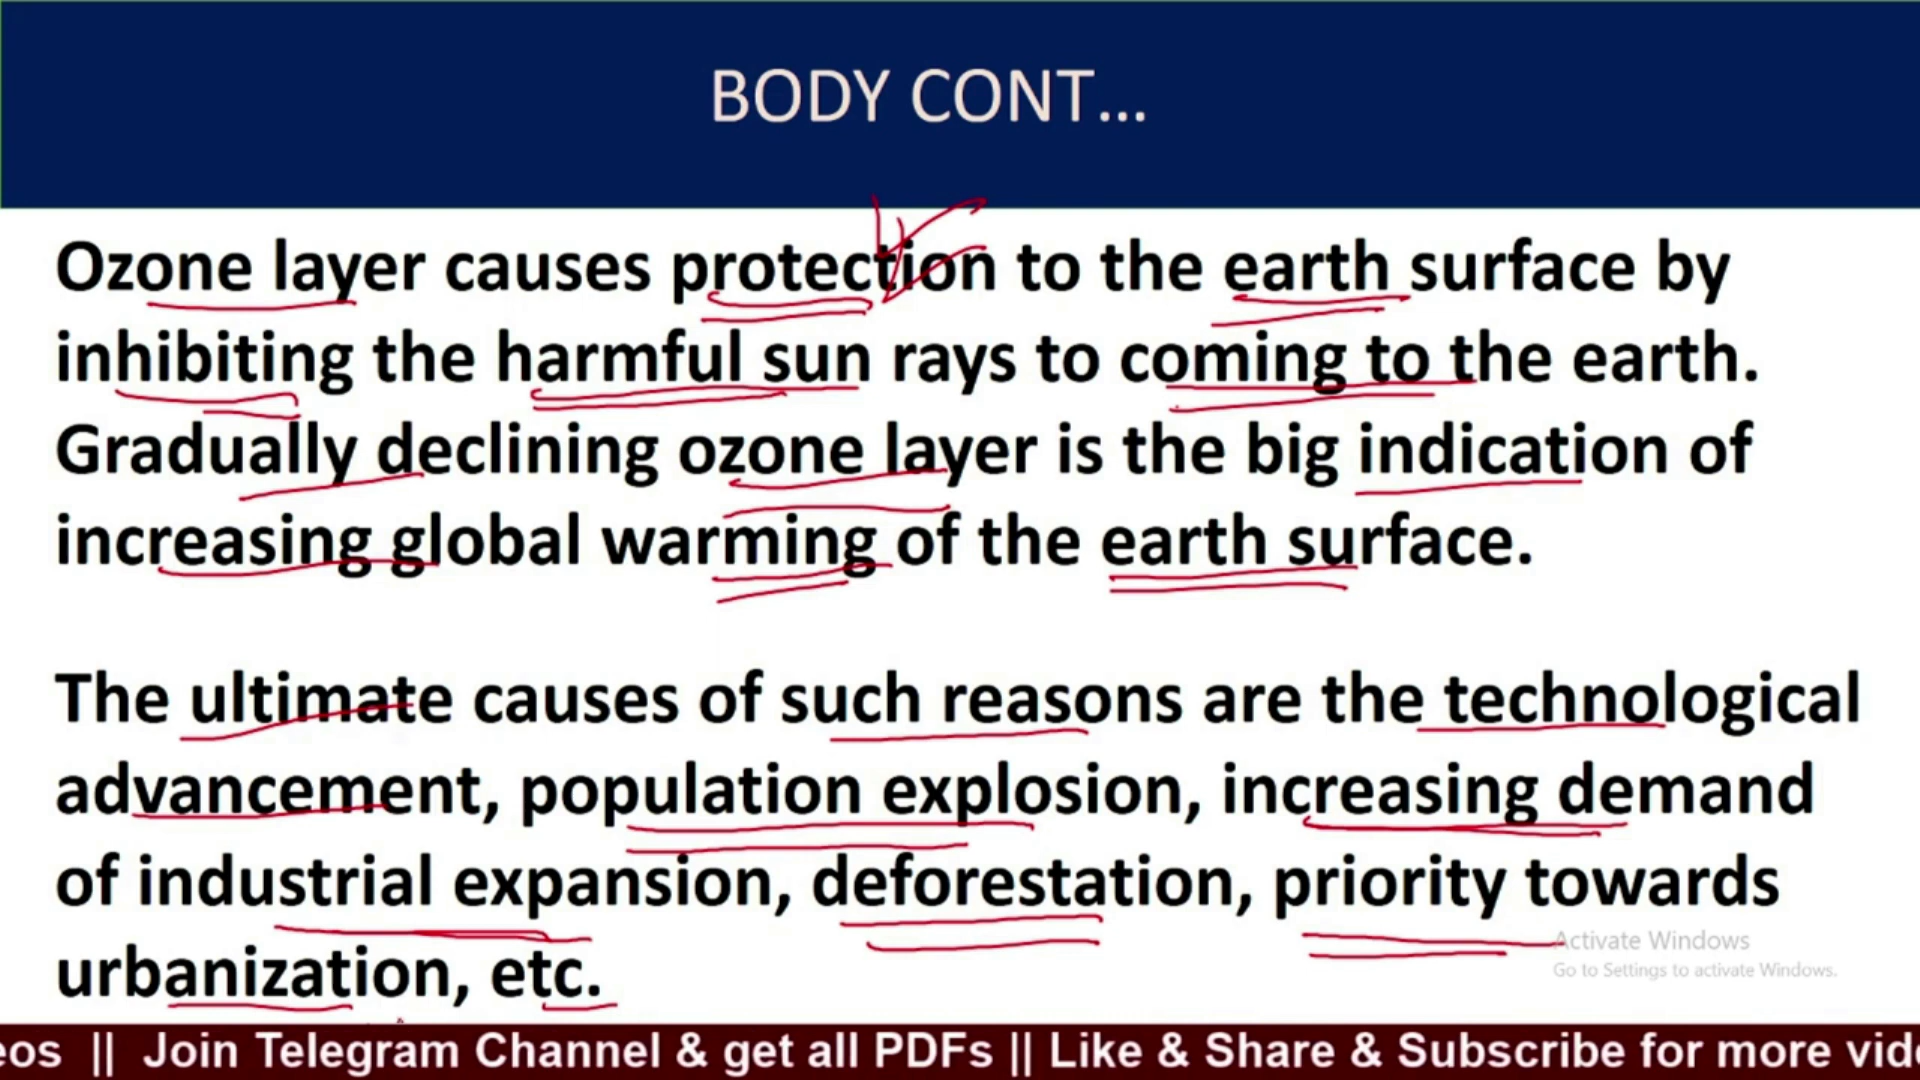 BODY CONT...
Ozone layer causes protection to the earth surface by
inhibiting the harmful sun rays to coming to the earth.
Gradually declining ozone layer is the big indication of
increasing global warming of the earth surface.
The ultimate causes of such reasons are the technological
advancement, population explosion, increasing demand
of industrial expansion, deforestation, priority towards
urbanization, etc.
Activate Windows
Go to Settings to activate Windows.
eos || Join Telegram Channel & get all PDFs || Like & Share & Subscribe for more vide